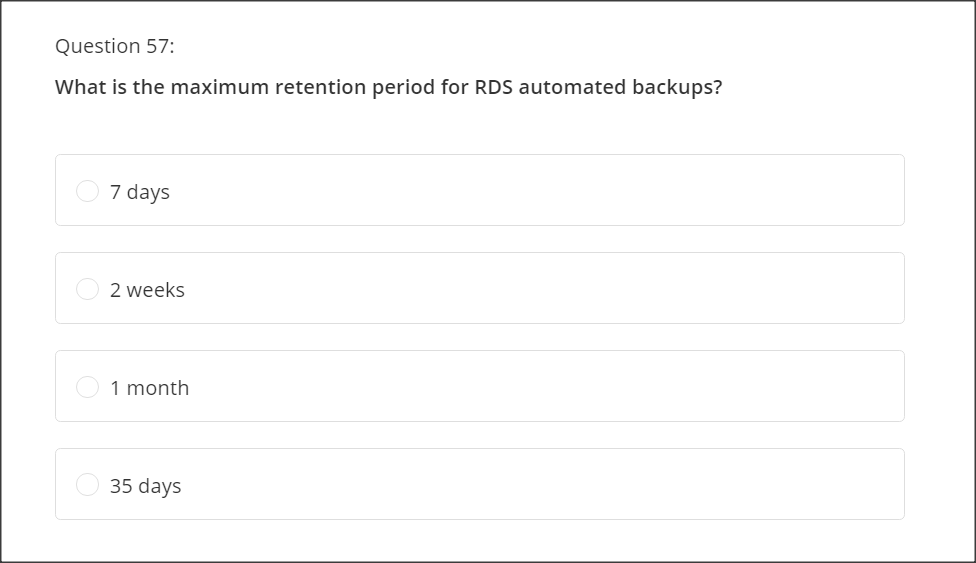 Question 57:
What is the maximum retention period for RDS automated backups?
7 days
2 weeks
1 month
35 days